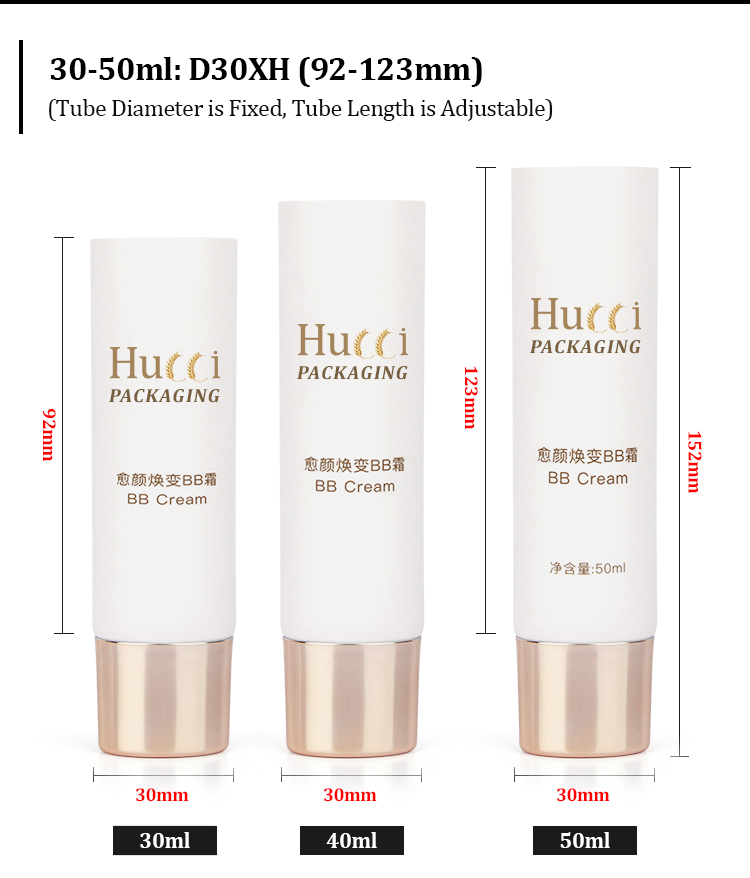 30-50ml: D30XH (92-123mm)
(Tube Diameter is Fixed, Tube Length is Adjustable)
92mm
Hucci
PACKAGING
愈颜焕变BB霜
BB Cream
30mm
30ml
Hucci
PACKAGING
愈颜焕变BB霜
BB Cream
30mm
40ml
123mm
Hucci
PACKAGING
愈颜焕变BB霜
BB Cream
净含量:50ml
152mm
30mm
50ml